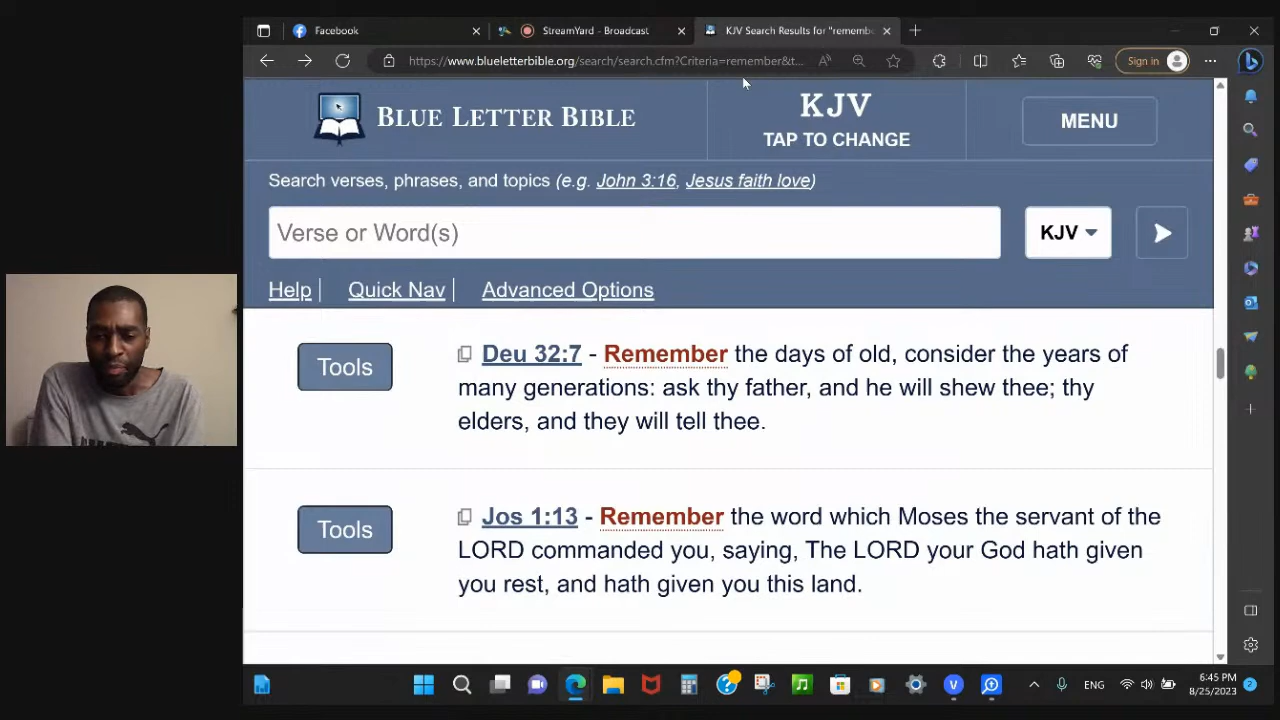 Facebook
StreamYard - Broadcast
KJV Search Results for "remembe
https://www.blueletterbible.org/search/search.cfm?Criteria=remember&t...
Sign in
BLUE LETTER BIBLE
KJV
TAP TO CHANGE
MENU
Search verses, phrases, and topics (e.g. John 3:16, Jesus faith love)
Verse or Word(s)
KJV
Help | Quick Nav | Advanced Options
Tools
Deu 32:7 - Remember the days of old, consider the years of
many generations: ask thy father, and he will shew thee; thy
elders, and they will tell thee.
Tools
Jos 1:13 - Remember the word which Moses the servant of the
LORD commanded you, saying, The LORD your God hath given
you rest, and hath given you this land.
ENG
6:45 PM
8/25/2023
2